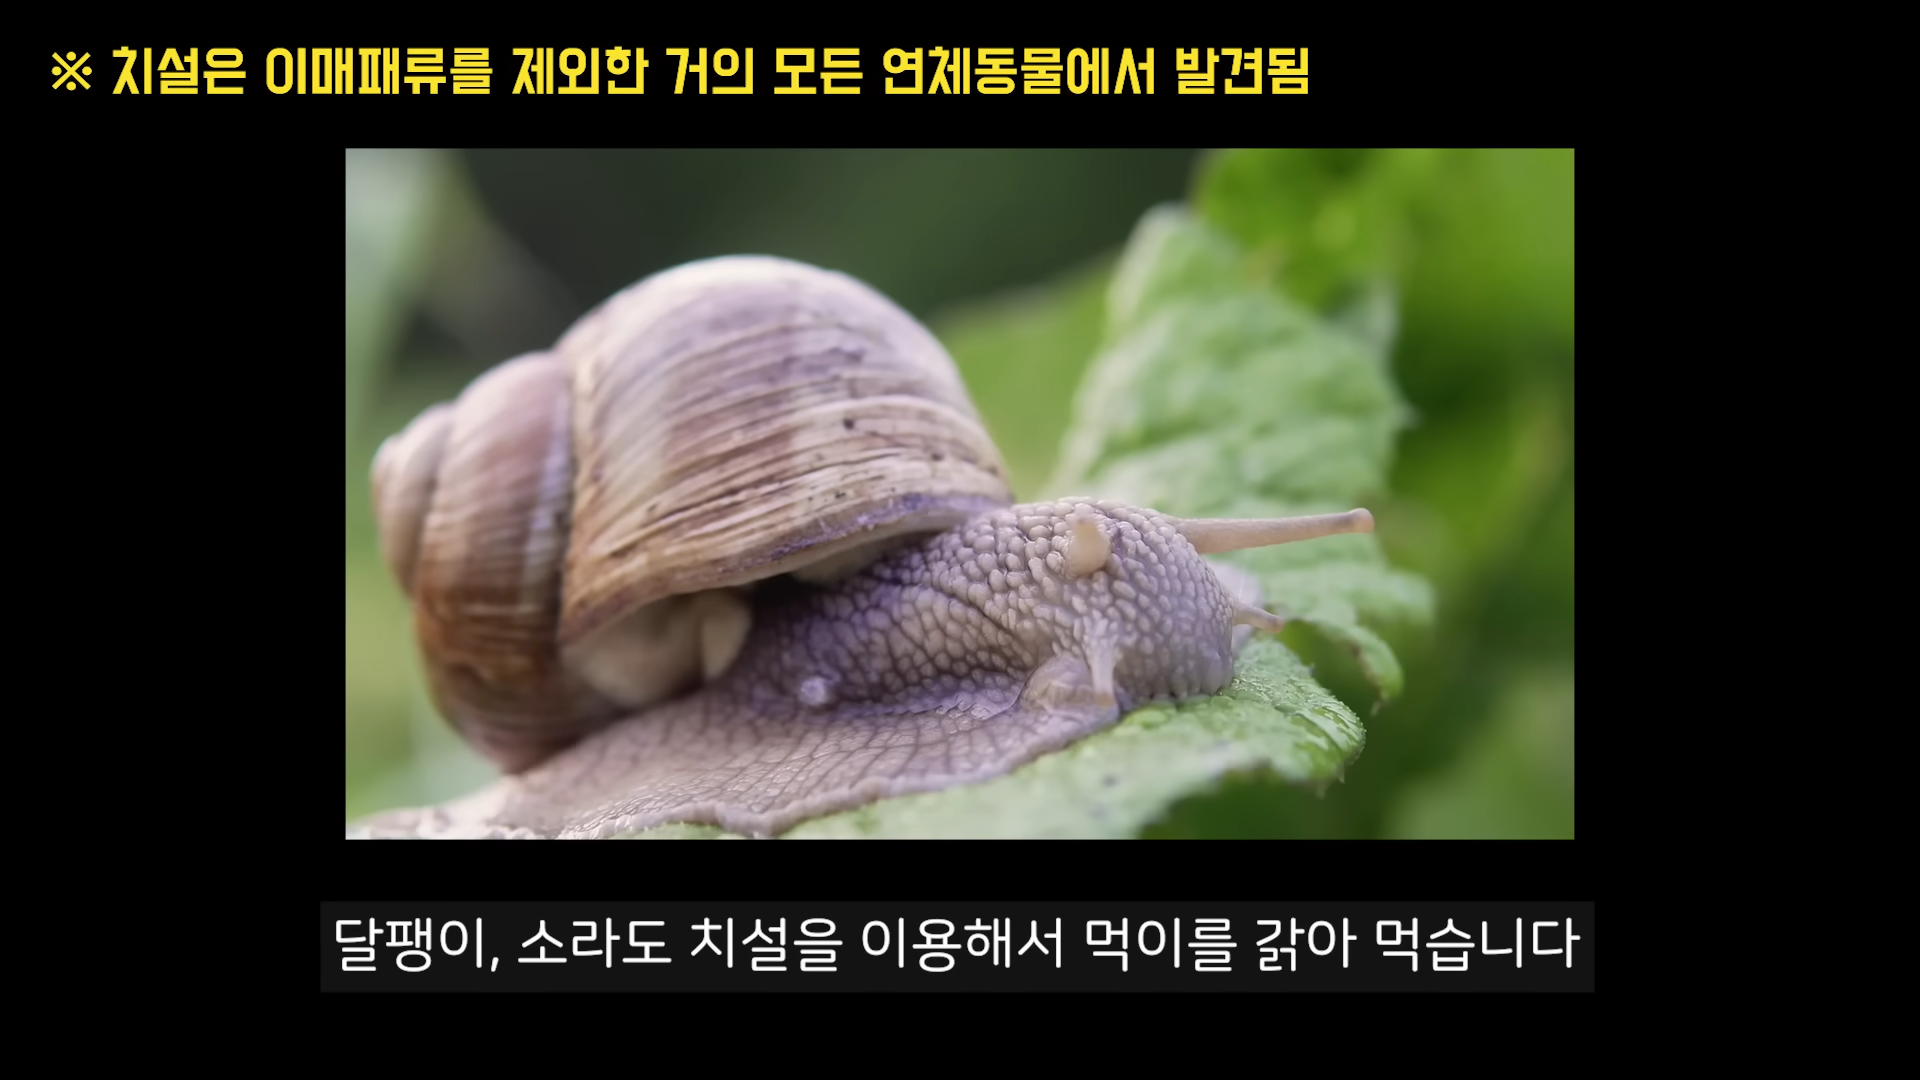 ※ 치설은 이매패류를 제외한 거의 모든 연체동물에서 발견됨
달팽이, 소라도 치설을 이용해서 먹이를 갉아 먹습니다